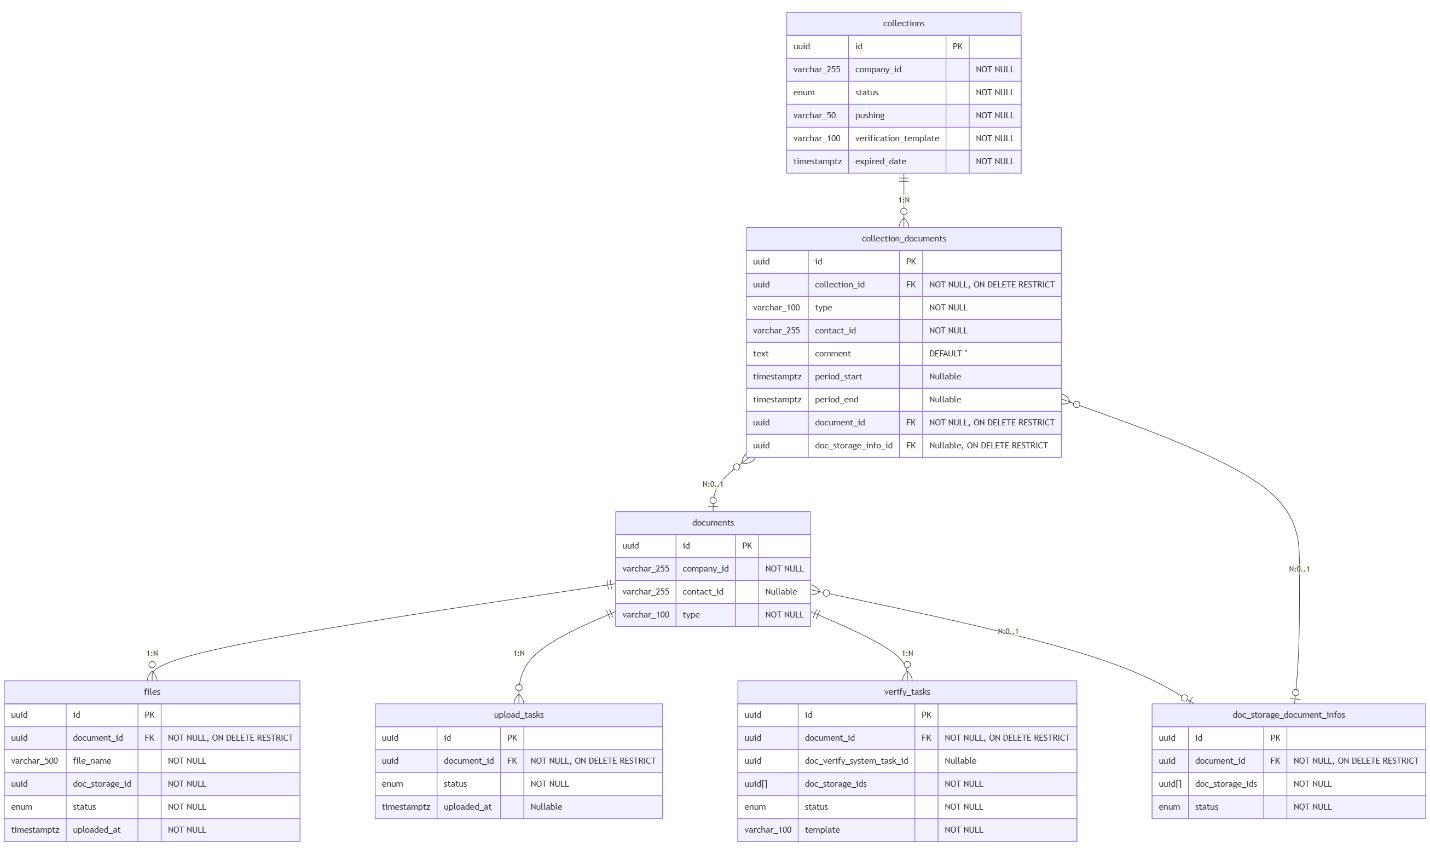 collections
uuid id PK
varchar_255 company_id NOT NULL
enum status NOT NULL
varchar_50 pushing NOT NULL
varchar_100 verification_template NOT NULL
timestamptz expired_date NOT NULL
1:N
collection_documents
uuid id PK
uuid collection_id FK NOT NULL, ON DELETE RESTRICT
varchar_100 type NOT NULL
varchar_255 contact_id NOT NULL
text comment DEFAULT ''
timestamptz period_start Nullable
timestamptz period_end Nullable
uuid document_id FK NOT NULL, ON DELETE RESTRICT
uuid doc_storage_info_id FK Nullable, ON DELETE RESTRICT
N:0..1
documents
uuid id PK
varchar_255 company_id NOT NULL
varchar_255 contact_id Nullable
varchar_100 type NOT NULL
N:0..1
N:0..1
1:N
1:N
1:N
files
uuid id PK
uuid document_id FK NOT NULL, ON DELETE RESTRICT
varchar_500 file_name NOT NULL
uuid doc_storage_id NOT NULL
enum status NOT NULL
timestamptz uploaded_at NOT NULL
upload_tasks
uuid id PK
uuid document_id FK NOT NULL, ON DELETE RESTRICT
enum status NOT NULL
timestamptz uploaded_at Nullable
verify_tasks
uuid id PK
uuid document_id FK NOT NULL, ON DELETE RESTRICT
uuid doc_verify_system_task_id Nullable
uuid[] doc_storage_ids NOT NULL
enum status NOT NULL
varchar_100 template NOT NULL
doc_storage_document_infos
uuid id PK
uuid document_id FK NOT NULL, ON DELETE RESTRICT
uuid[] doc_storage_ids NOT NULL
enum status NOT NULL